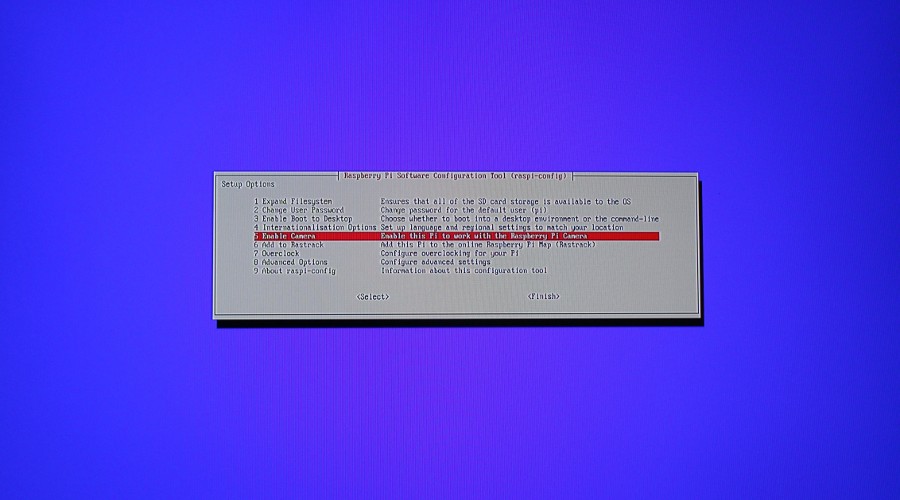 Raspberry Pi Software Configuration Tool (raspi-config)
Setup Options
1 Expand Filesystem Ensures that all of the SD card storage is available to the OS
2 Change User Password Change password for the default user (pi)
3 Enable Boot to Desktop Choose whether to boot into a desktop environment or the command-line
4 Internationalisation Options Set up language and regional settings to match your location
5 Enable Camera Enable this Pi to work with the Raspberry Pi Camera
6 Add to Rastrack Add this Pi to the online Raspberry Pi Map (Rastrack)
7 Overclock Configure overclocking for your Pi
8 Advanced Options Configure advanced settings
9 About raspi-config Information about this configuration tool
<Select> <Finish>